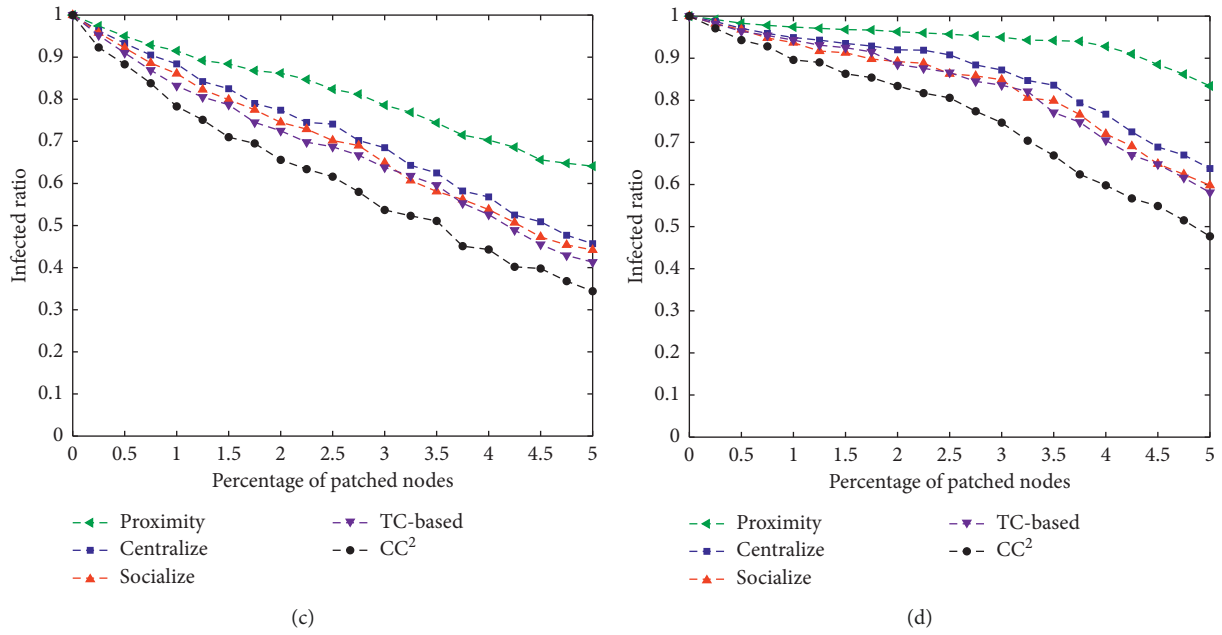 1
0.9
0.8
0.7
0.6
0.5
0.4
0.3
0.2
0.1
0
Infected ratio
0 0.5 1 1.5 2 2.5 3 3.5 4 4.5 5
Percentage of patched nodes
Proximity
Centralize
Socialize
TC-based
CC²
(c)
1
0.9
0.8
0.7
0.6
0.5
0.4
0.3
0.2
0.1
0
Infected ratio
0 0.5 1 1.5 2 2.5 3 3.5 4 4.5 5
Percentage of patched nodes
Proximity
Centralize
Socialize
TC-based
CC²
(d)